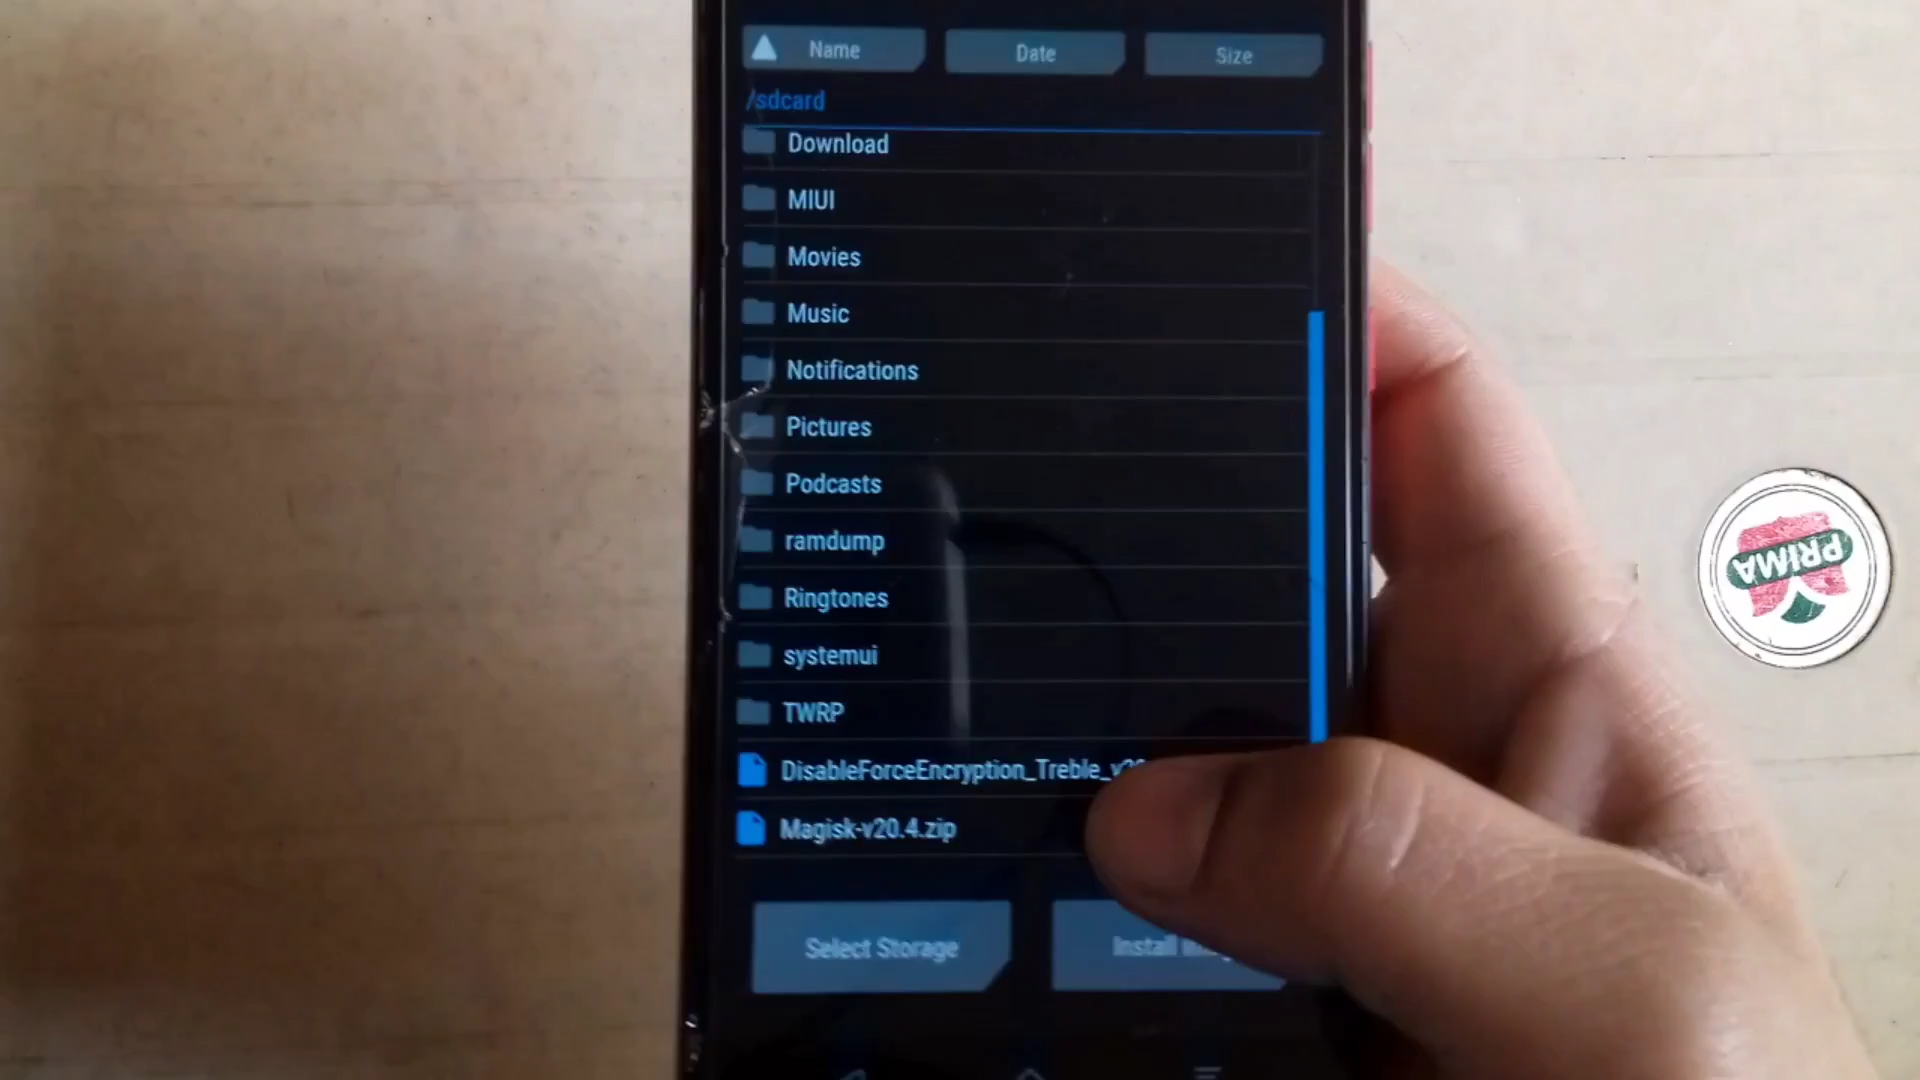 Name
Date
Size
/sdcard
Download
MIUI
Movies
Music
Notifications
Pictures
Podcasts
ramdump
Ringtones
systemui
TWRP
DisableForceEncryption_Treble_v20
Magisk-v20.4.zip
Select Storage
Install
PRIMA